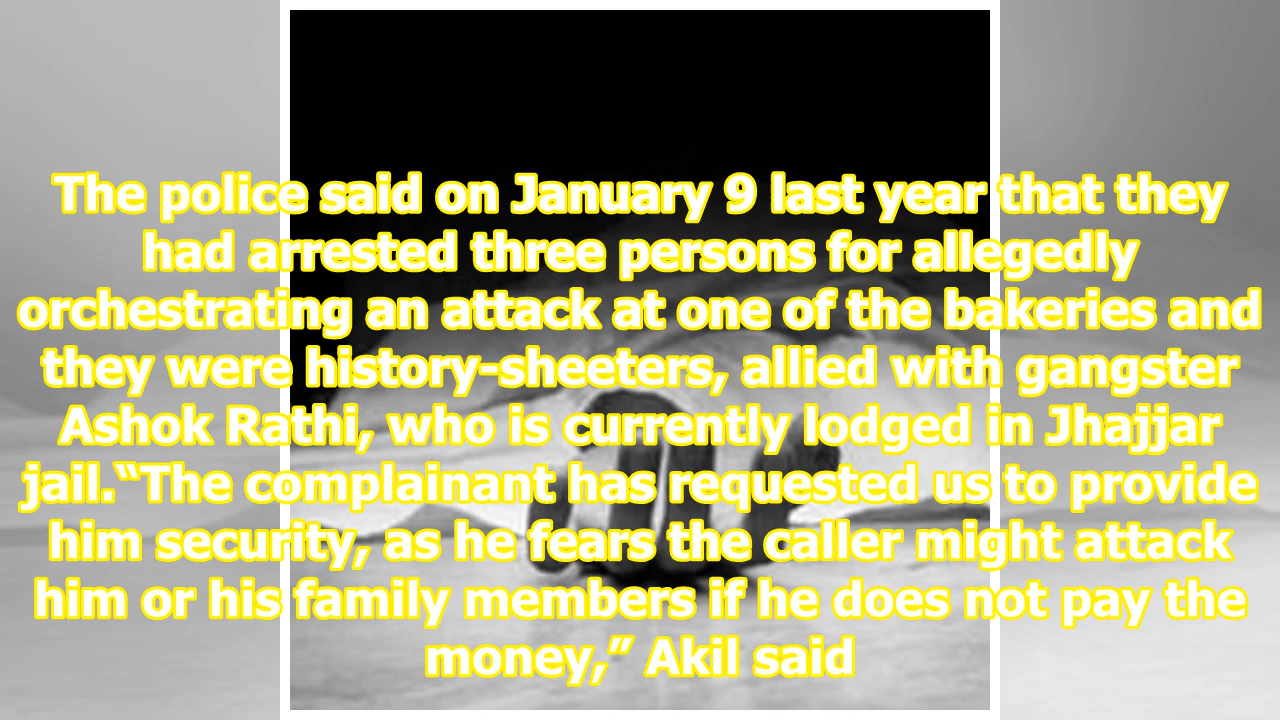 The police said on January 9 last year that they
had arrested three persons for allegedly
orchestrating an attack at one of the bakeries and
they were history-sheeters, allied with gangster
Ashok Rathi, who is currently lodged in Jhajjar
jail.“The complainant has requested us to provide
him security, as he fears the caller might attack
him or his family members if he does not pay the
money,” Akil said